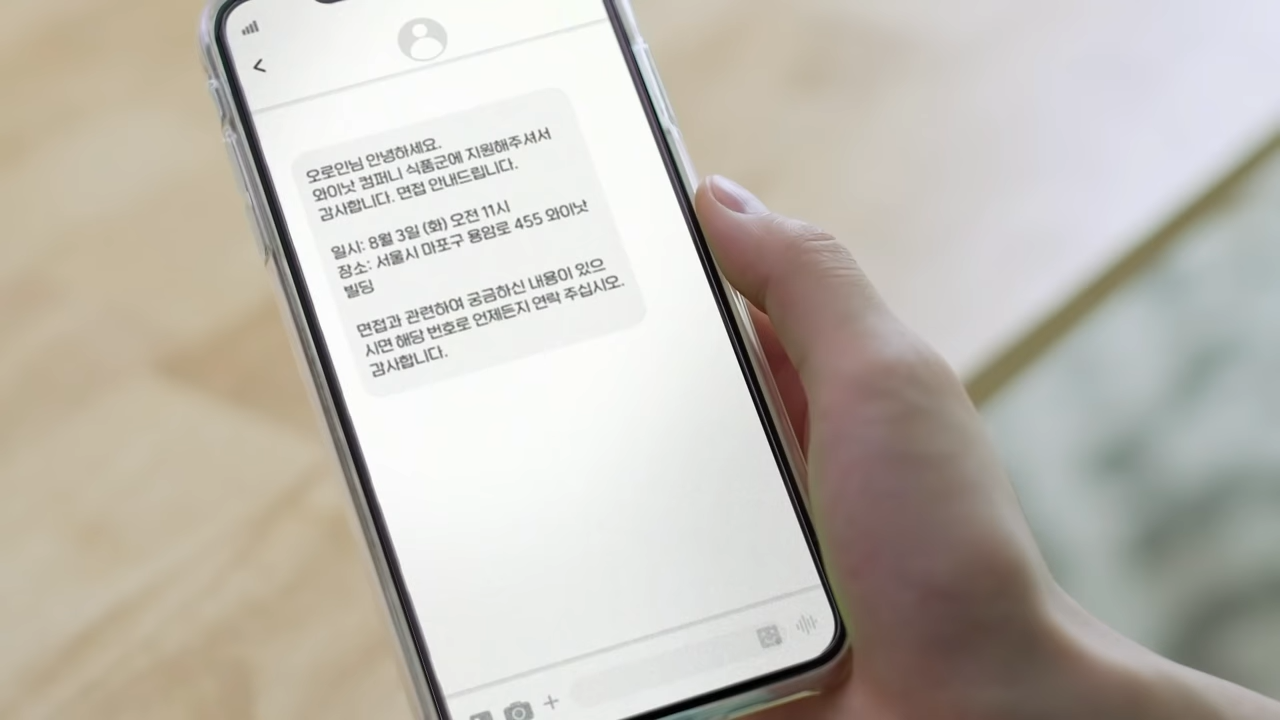 오로인님 안녕하세요.
와이낫 컴퍼니 식품군에 지원해주셔서
감사합니다. 면접 안내드립니다.
일시: 8월 3일 (화) 오전 11시
장소: 서울시 마포구 용암로 455 와이낫
빌딩
면접과 관련하여 궁금하신 내용이 있으
시면 해당 번호로 언제든지 연락 주십시오.
감사합니다.